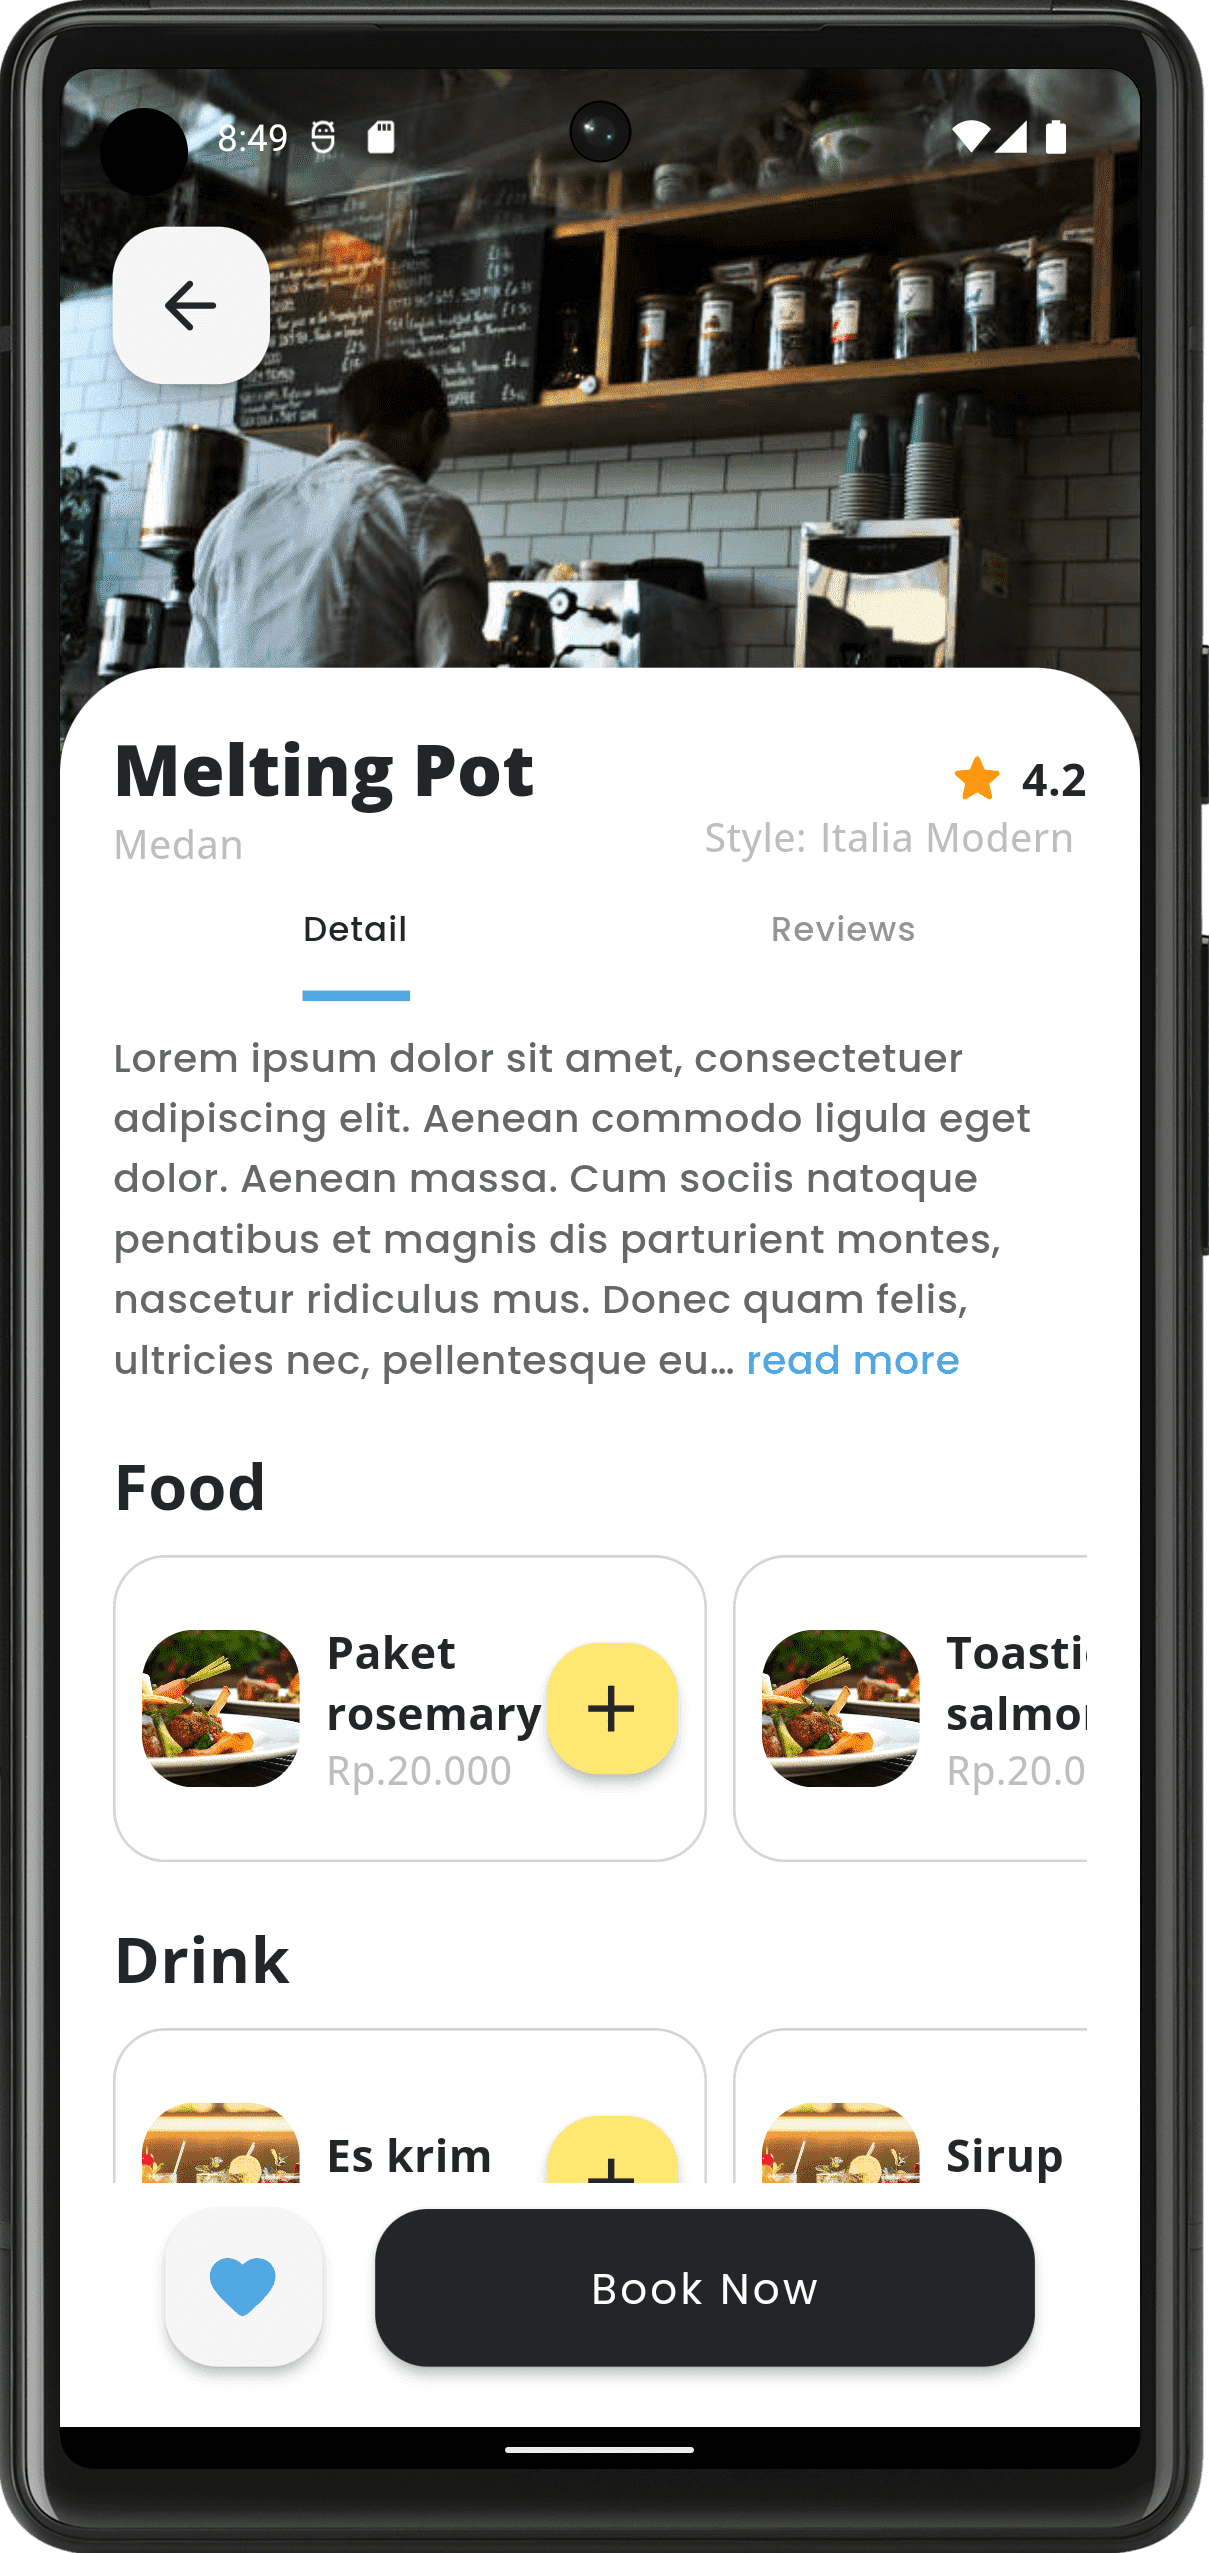 8:49
Melting Pot
4.2
Medan
Style: Italia Modern
Detail
Reviews
Lorem ipsum dolor sit amet, consectetuer
adipiscing elit. Aenean commodo ligula eget
dolor. Aenean massa. Cum sociis natoque
penatibus et magnis dis parturient montes,
nascetur ridiculus mus. Donec quam felis,
ultricies nec, pellentesque eu... read more
Food
Paket
rosemary
Rp.20.000
Toasti
salmo
Rp.20.0
Drink
Es krim
Sirup
Book Now